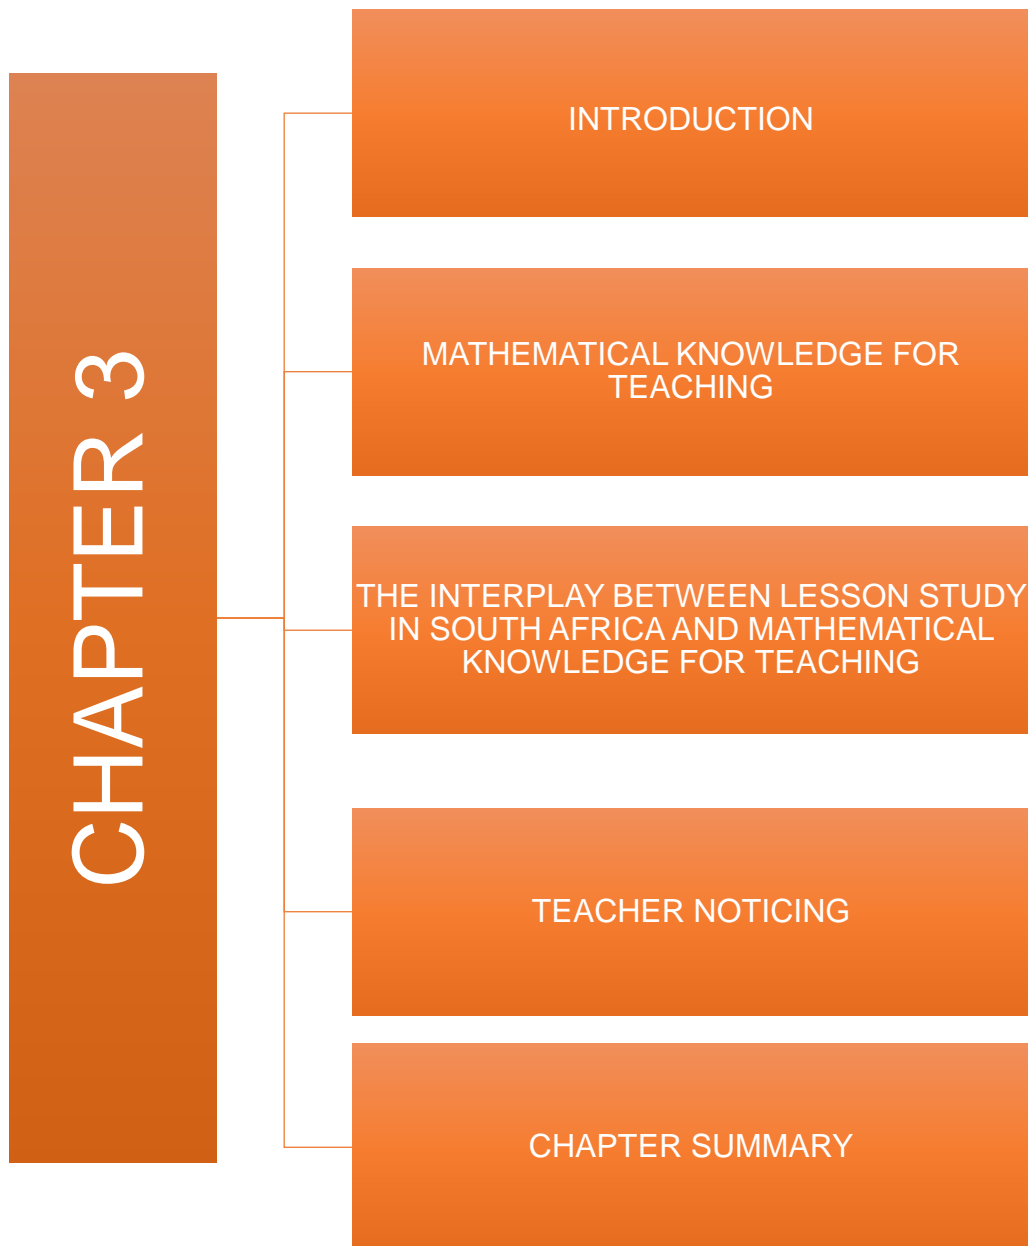 CHAPTER 3
INTRODUCTION
MATHEMATICAL KNOWLEDGE FOR
TEACHING
THE INTERPLAY BETWEEN LESSON STUDY
IN SOUTH AFRICA AND MATHEMATICAL
KNOWLEDGE FOR TEACHING
TEACHER NOTICING
CHAPTER SUMMARY